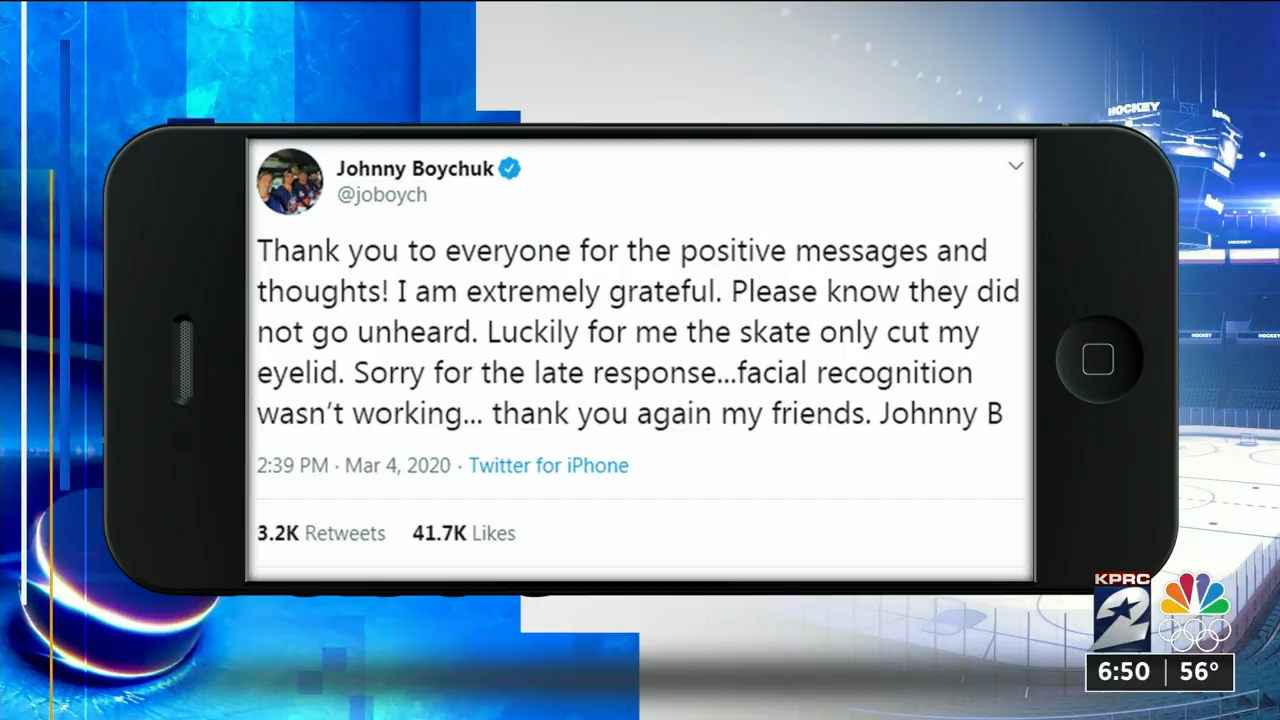 HOCKEY
Johnny Boychuk
@joboych
Thank you to everyone for the positive messages and
thoughts! I am extremely grateful. Please know they did
not go unheard. Luckily for me the skate only cut my
eyelid. Sorry for the late response...facial recognition
wasn't working... thank you again my friends. Johnny B
2:39 PM · Mar 4, 2020 · Twitter for iPhone
3.2K Retweets 41.7K Likes
HOCKEY
HOCKEY
HOCKEY
KPRC
2
6:50 | 56°